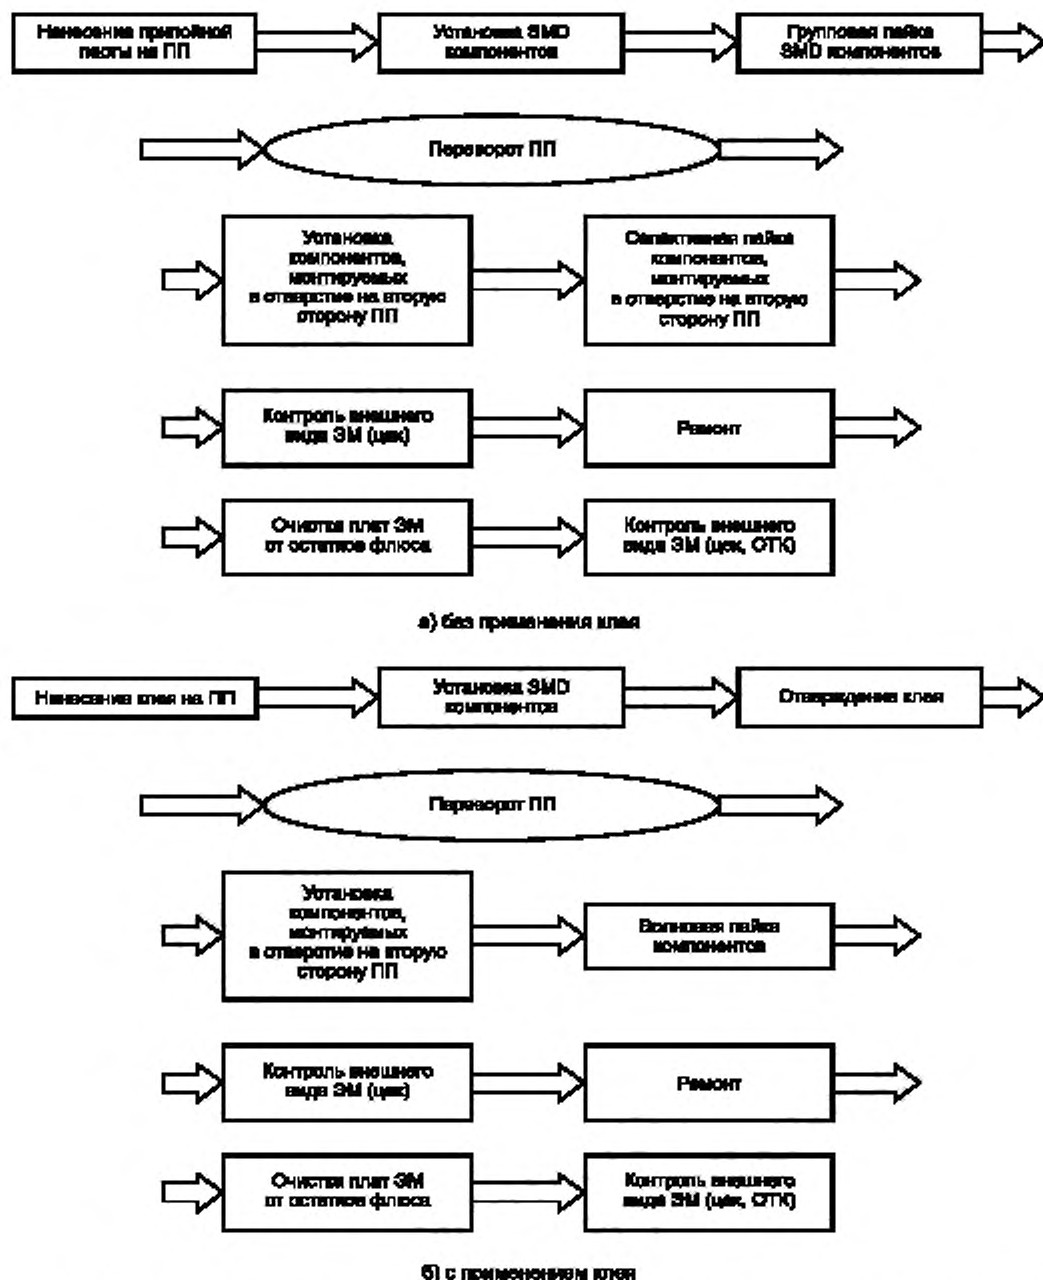 Нанесение припойной
пасты на ПП
Установка SMD
компонентов
Групповая пайка
SMD компонентов
Переворот ПП
Установка
компонентов,
монтируемых
в отверстие на вторую
сторону ПП
Селективная пайка
компонентов,
монтируемых
в отверстие на вторую
сторону ПП
Контроль внешнего
вида ЭМ (цех)
Ремонт
Очистка плат ЭМ
от остатков флюса
Контроль внешнего
вида ЭМ (цех, ОТК)
а) без применения клея
Нанесение клея на ПП
Установка SMD
компонентов
Отверждение клея
Переворот ПП
Установка
компонентов,
монтируемых
в отверстие на вторую
сторону ПП
Волновая пайка
компонентов
Контроль внешнего
вида ЭМ (цех)
Ремонт
Очистка плат ЭМ
от остатков флюса
Контроль внешнего
вида ЭМ (цех, ОТК)
б) с применением клея